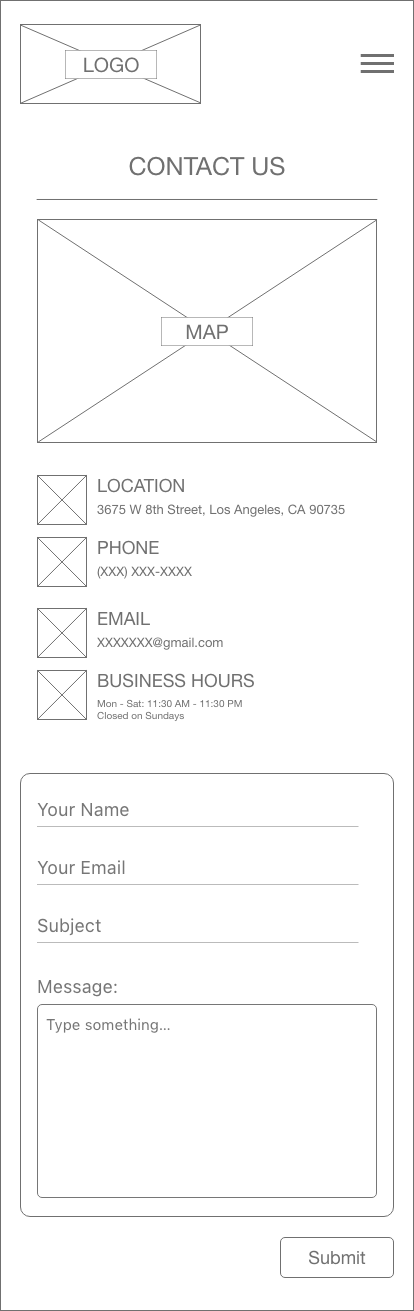 LOGO
CONTACT US
MAP
LOCATION
3675 W 8th Street, Los Angeles, CA 90735
PHONE
(XXX) XXX-XXXX
EMAIL
XXXXXXX@gmail.com
BUSINESS HOURS
Mon - Sat: 11:30 AM - 11:30 PM
Closed on Sundays
Your Name
Your Email
Subject
Message:
Type something...
Submit